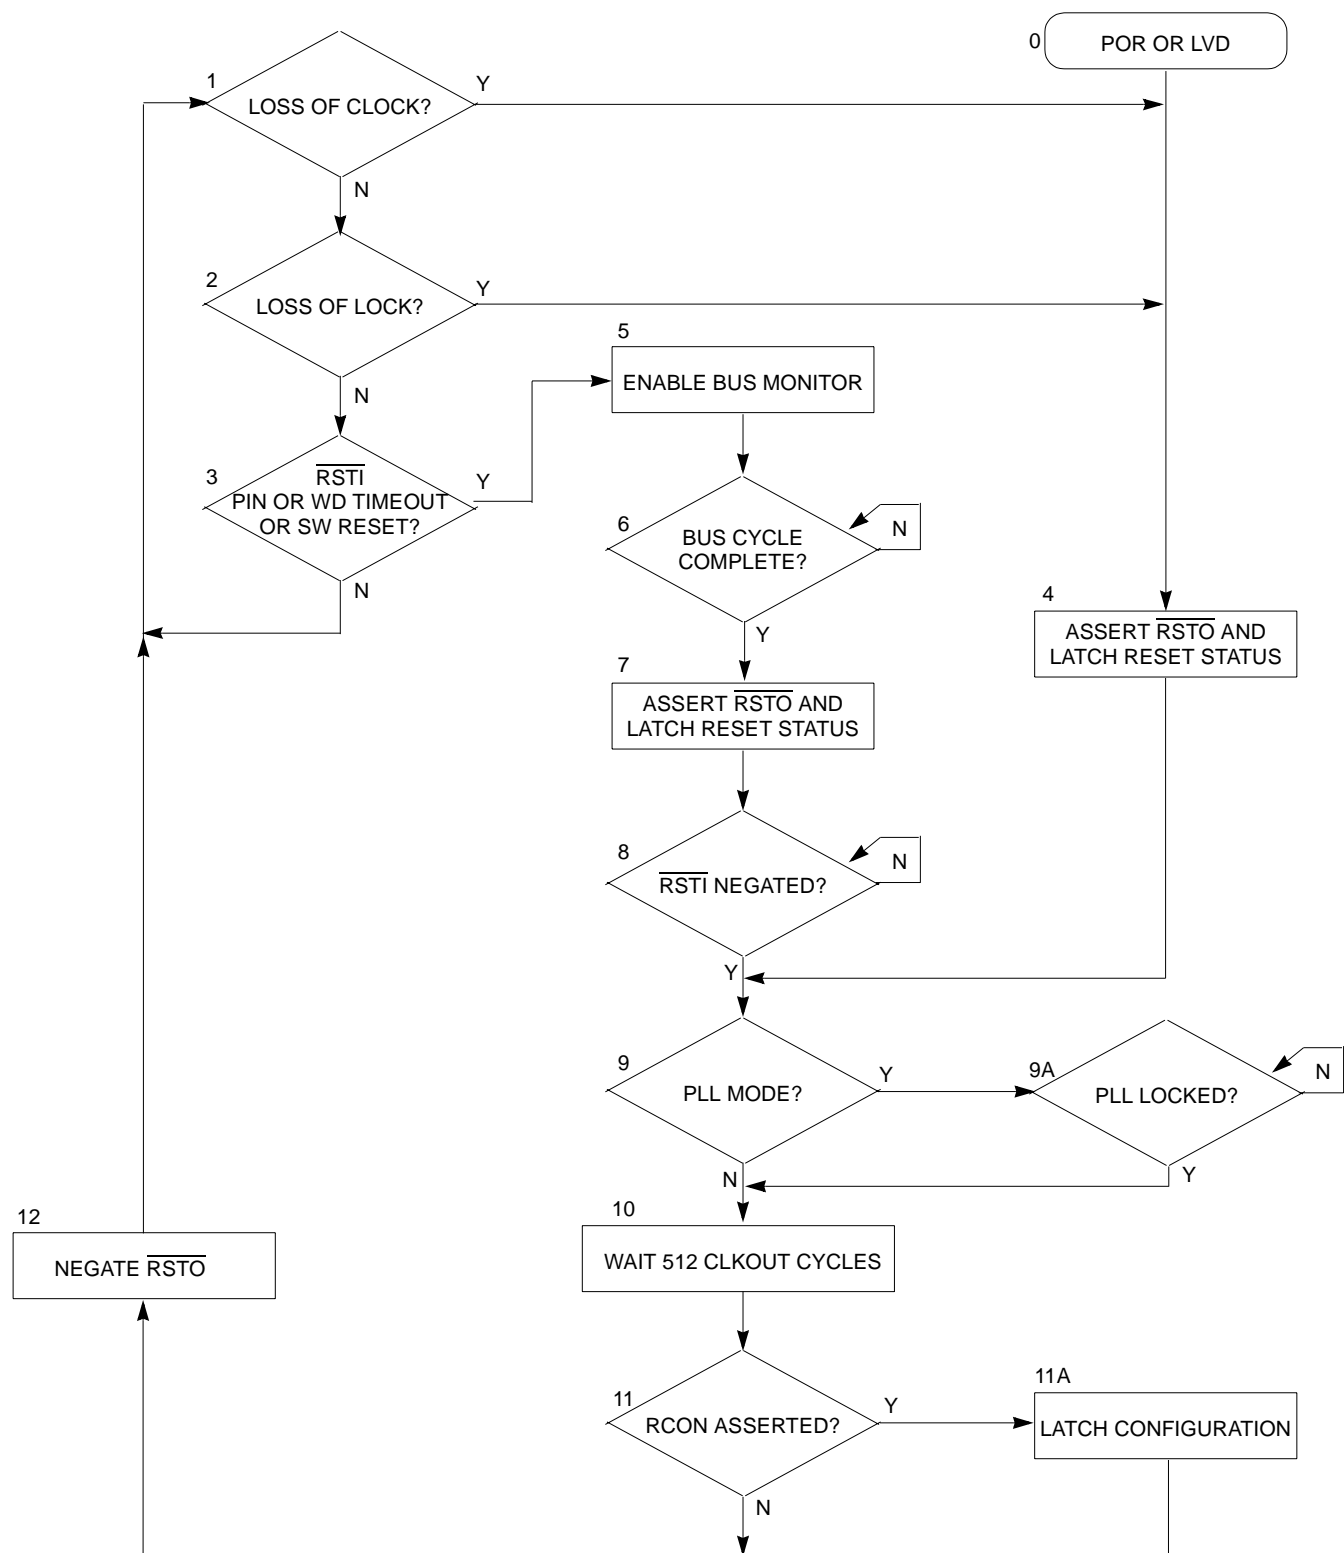 0
POR OR LVD
1
LOSS OF CLOCK?
Y
N
2
LOSS OF LOCK?
Y
N
3
RSTI
PIN OR WD TIMEOUT
OR SW RESET?
Y
N
5
ENABLE BUS MONITOR
6
BUS CYCLE
COMPLETE?
N
Y
4
ASSERT RSTO AND
LATCH RESET STATUS
7
ASSERT RSTO AND
LATCH RESET STATUS
8
RSTI NEGATED?
N
Y
9
PLL MODE?
Y
N
9A
PLL LOCKED?
N
Y
10
WAIT 512 CLKOUT CYCLES
12
NEGATE RSTO
11
RCON ASSERTED?
Y
N
11A
LATCH CONFIGURATION